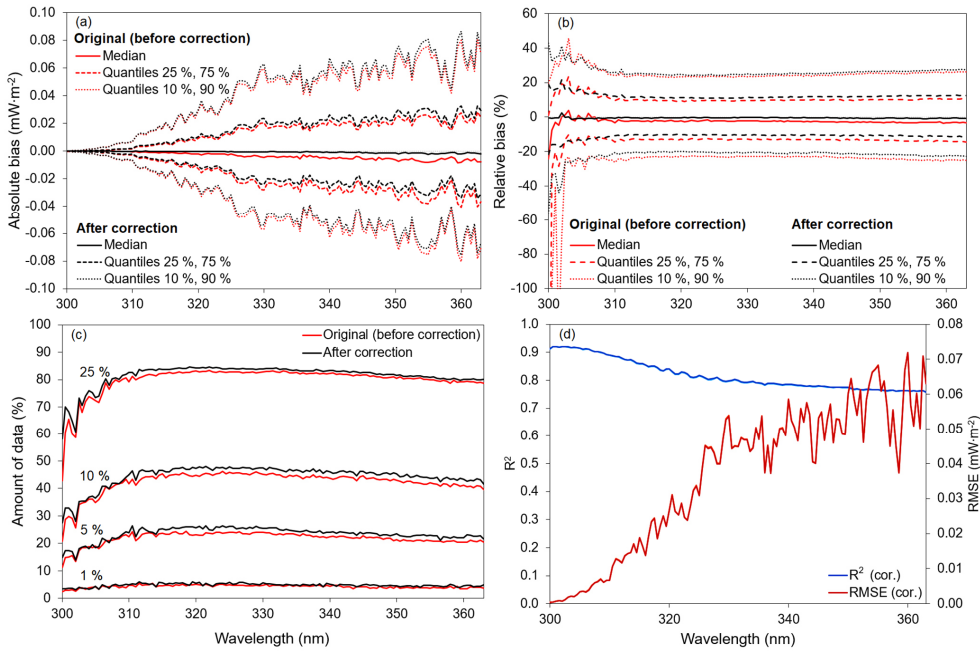 (a)
Original (before correction)
Median
Quantiles 25 %, 75 %
Quantiles 10 %, 90 %
After correction
Median
Quantiles 25 %, 75 %
Quantiles 10 %, 90 %
Absolute bias (mW·m⁻²)
0.10
0.08
0.06
0.04
0.02
0.00
-0.02
-0.04
-0.06
-0.08
-0.10
300 310 320 330 340 350 360
(b)
Original (before correction)
Median
Quantiles 25 %, 75 %
Quantiles 10 %, 90 %
After correction
Median
Quantiles 25 %, 75 %
Quantiles 10 %, 90 %
Relative bias (%)
60
40
20
0
-20
-40
-60
-80
-100
300 310 320 330 340 350 360
(c)
Original (before correction)
After correction
25 %
10 %
5 %
1 %
Amount of data (%)
100
90
80
70
60
50
40
30
20
10
0
300 310 320 330 340 350 360
Wavelength (nm)
(d)
R² (cor.)
RMSE (cor.)
R²
1.0
0.9
0.8
0.7
0.6
0.5
0.4
0.3
0.2
0.1
0.0
RMSE (mW·m⁻²)
0.08
0.07
0.06
0.05
0.04
0.03
0.02
0.01
0.00
300 310 320 330 340 350 360
Wavelength (nm)